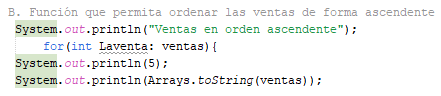 B. Función que permita ordenar las ventas de forma ascendente
System.out.println("Ventas en orden ascendente");
for(int Laventa: ventas){
System.out.println(5);
System.out.println(Arrays.toString(ventas));